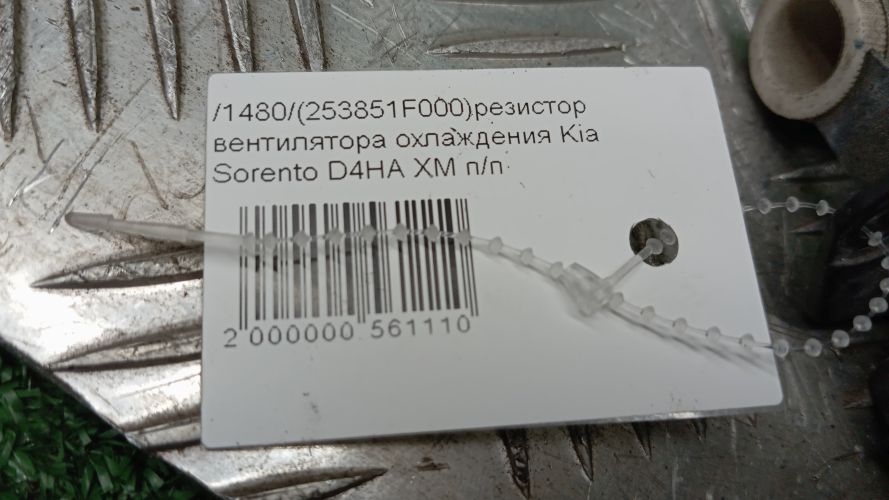 /1480/(253851F000)резистор
вентилятора охлаждения Kia
Sorento D4HA XM п/п
2 000000 561110